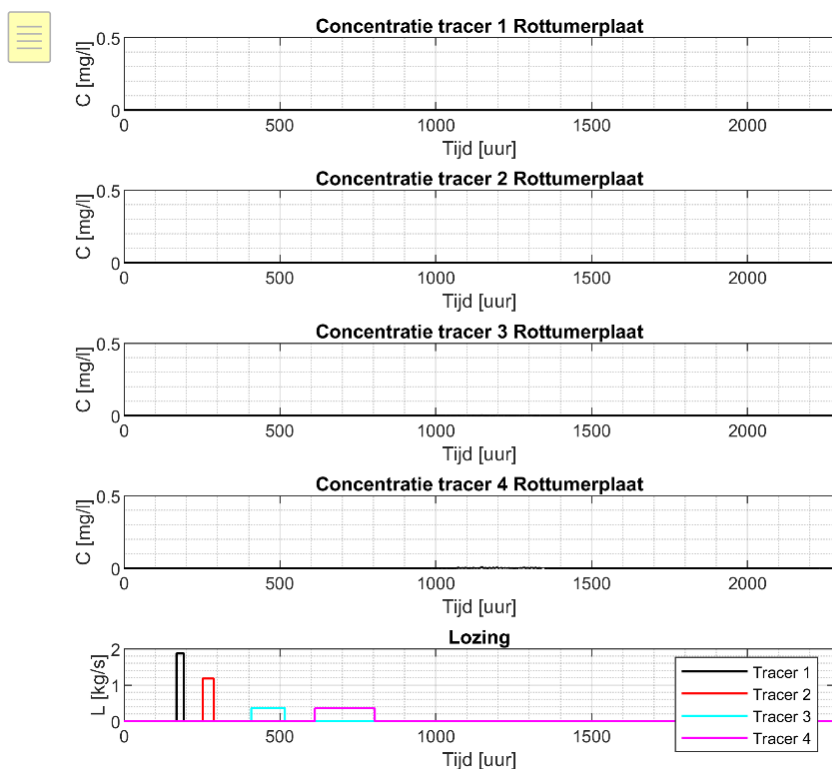 Concentratie tracer 1 Rottumerplaat
0.5
0
C [mg/l]
0 500 1000 1500 2000
Tijd [uur]
Concentratie tracer 2 Rottumerplaat
0.5
0
C [mg/l]
0 500 1000 1500 2000
Tijd [uur]
Concentratie tracer 3 Rottumerplaat
0.5
0
C [mg/l]
0 500 1000 1500 2000
Tijd [uur]
Concentratie tracer 4 Rottumerplaat
0.5
0
C [mg/l]
0 500 1000 1500 2000
Tijd [uur]
Lozing
2
1
0
L [kg/s]
Tracer 1
Tracer 2
Tracer 3
Tracer 4
0 500 1000 1500 2000
Tijd [uur]